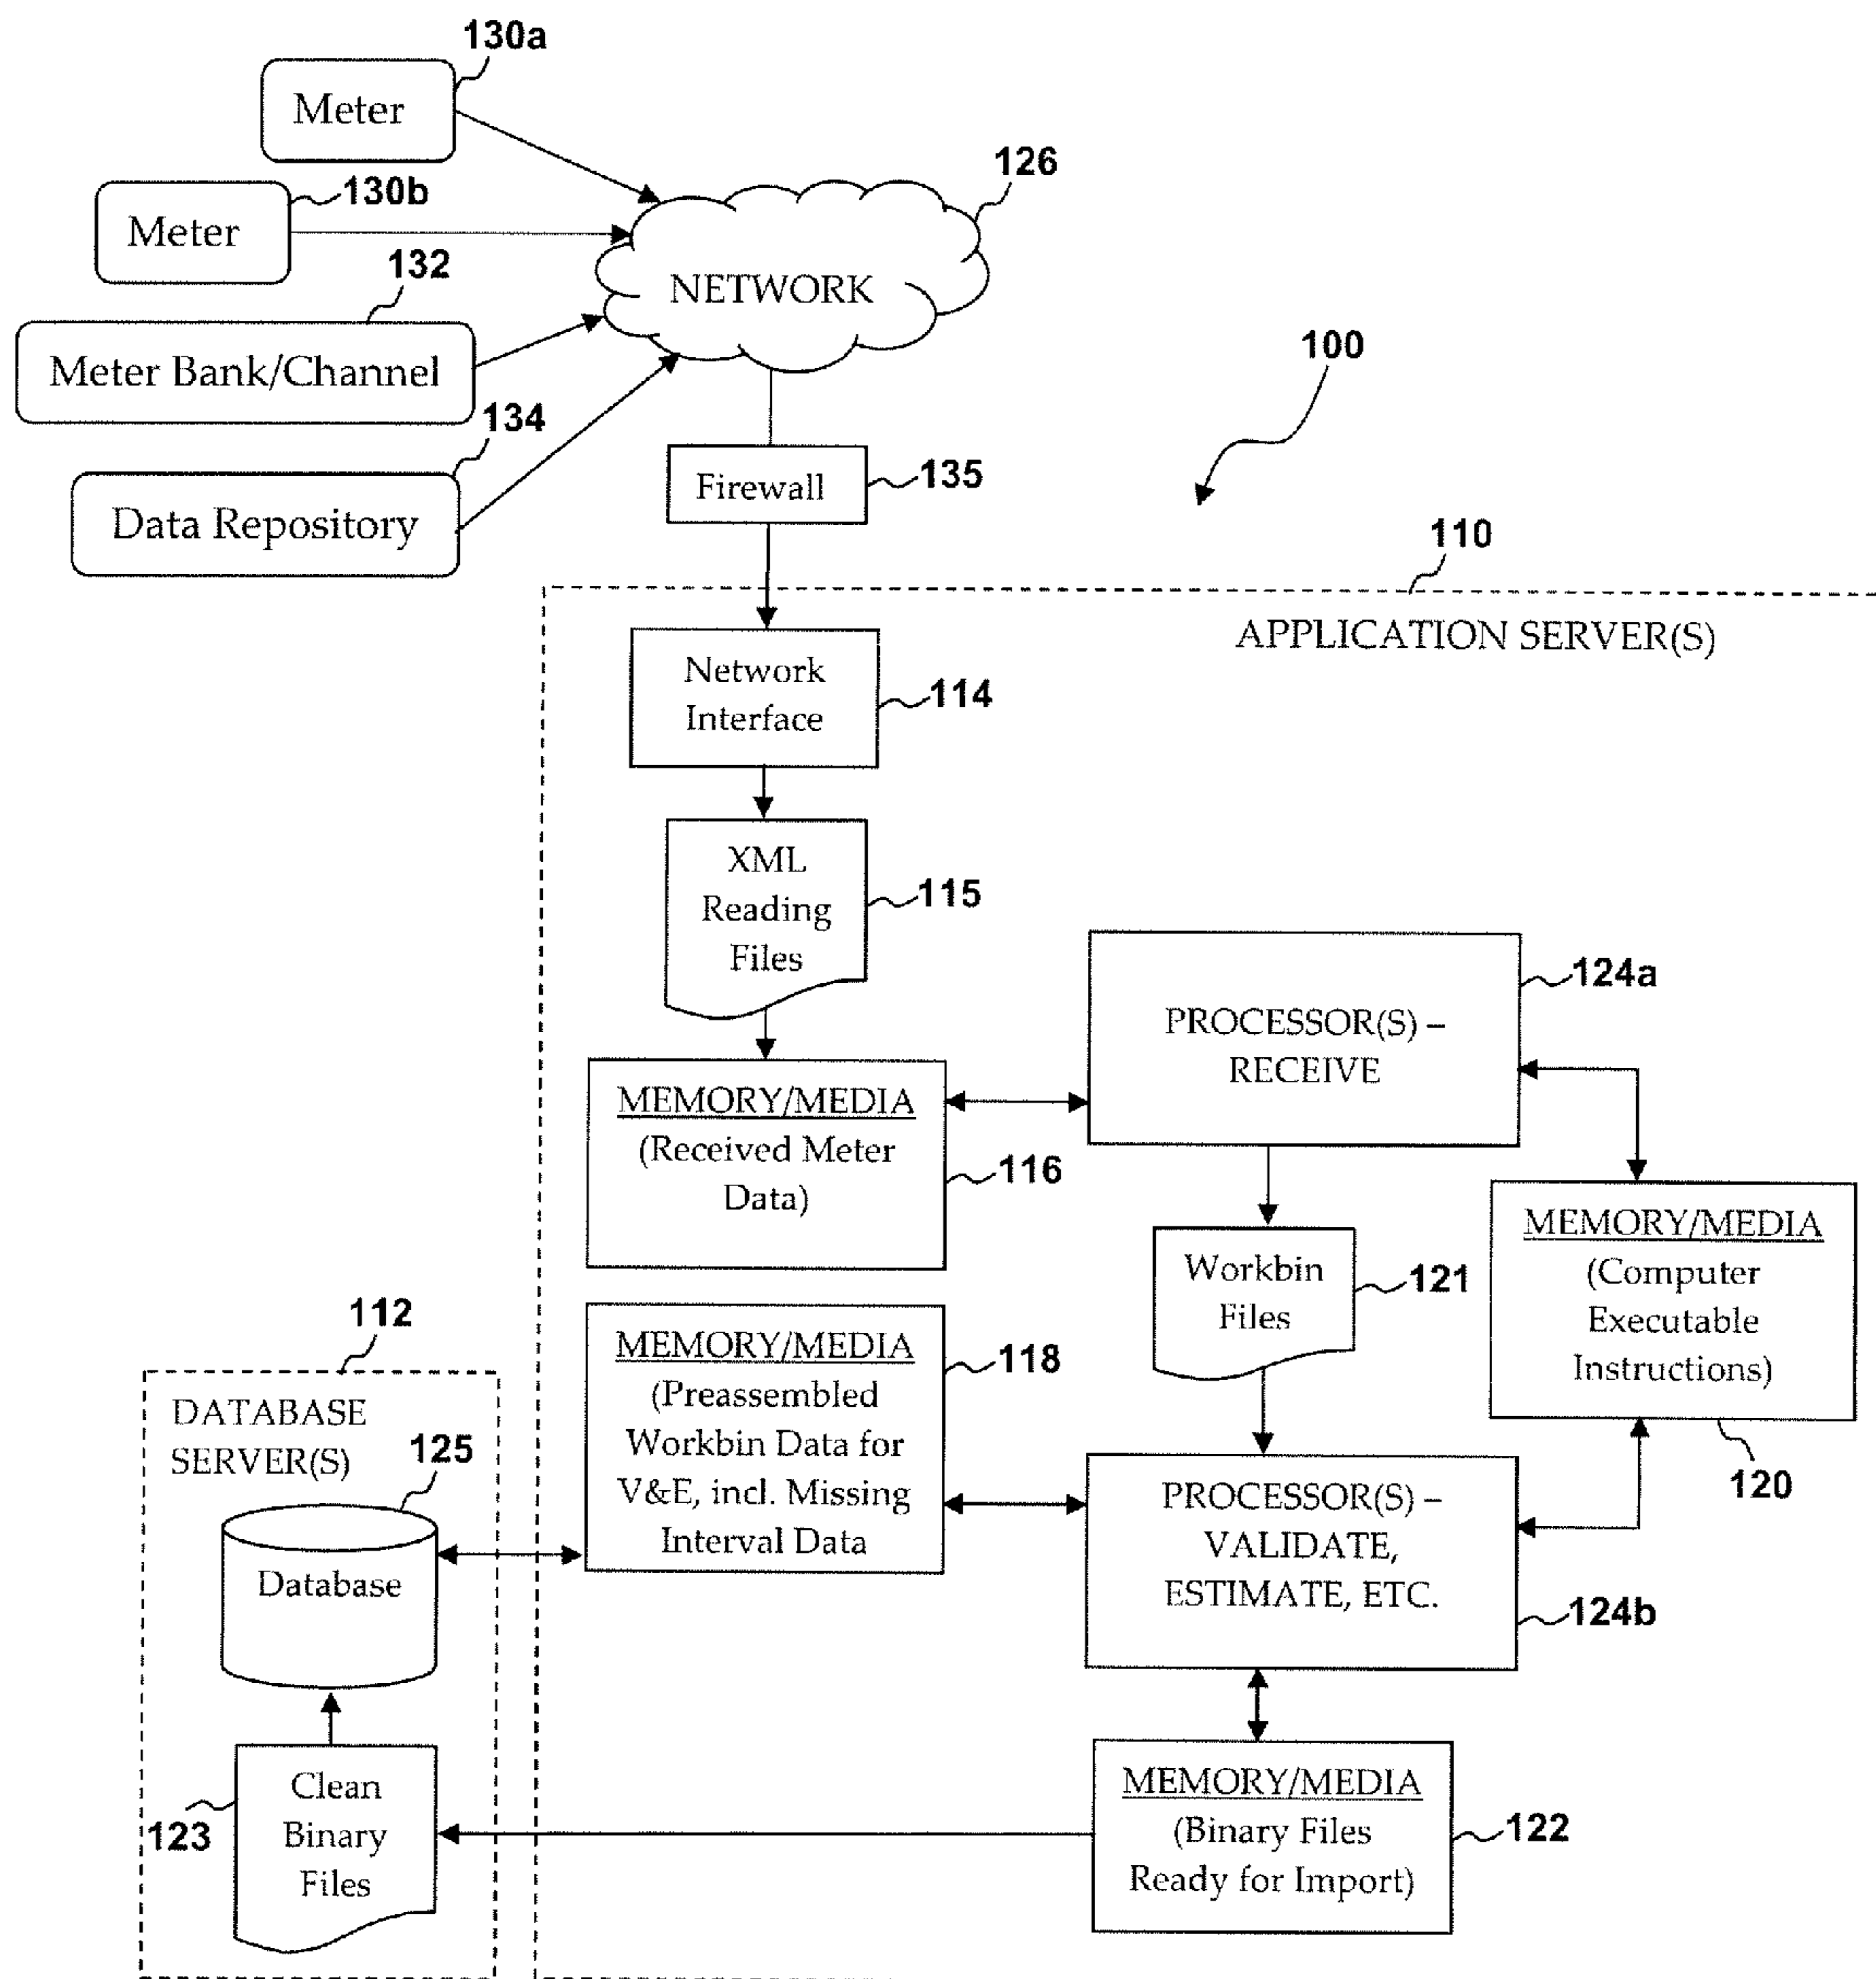 130a
Meter
126
130b
Meter
132
NETWORK
Meter Bank/Channel
100
134
Firewall
135
Data Repository
110
APPLICATION SERVER(S)
Network
Interface
114
XML
Reading
Files
115
124a
PROCESSOR(S) –
RECEIVE
MEMORY/MEDIA
(Received Meter
Data)
116
MEMORY/MEDIA
(Computer
Executable
Instructions)
120
Workbin
Files
121
112
MEMORY/MEDIA
(Preassembled
Workbin Data for
V&E, incl. Missing
Interval Data
118
DATABASE
SERVER(S)
125
Database
PROCESSOR(S) –
VALIDATE,
ESTIMATE, ETC.
124b
Clean
Binary
Files
123
MEMORY/MEDIA
(Binary Files
Ready for Import)
122